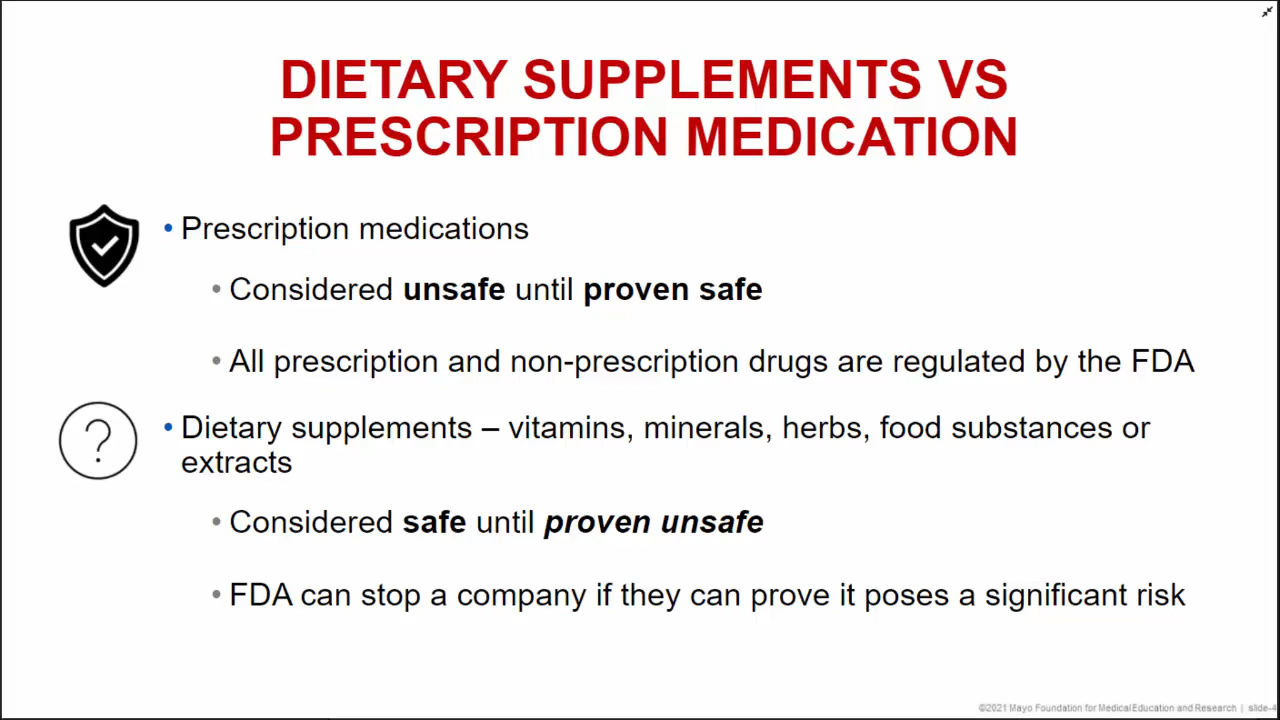 DIETARY SUPPLEMENTS VS
PRESCRIPTION MEDICATION
• Prescription medications
• Considered unsafe until proven safe
• All prescription and non-prescription drugs are regulated by the FDA
• Dietary supplements – vitamins, minerals, herbs, food substances or
extracts
• Considered safe until proven unsafe
• FDA can stop a company if they can prove it poses a significant risk
©2021 Mayo Foundation for Medical Education and Research | slide-4